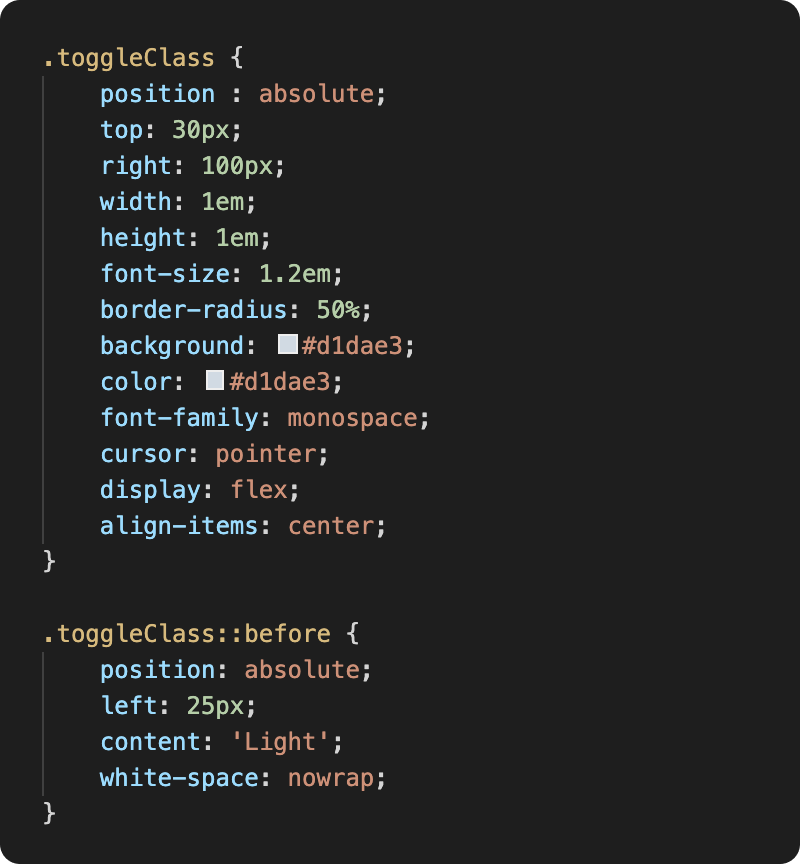 .toggleClass {
    position : absolute;
    top: 30px;
    right: 100px;
    width: 1em;
    height: 1em;
    font-size: 1.2em;
    border-radius: 50%;
    background: #d1dae3;
    color: #d1dae3;
    font-family: monospace;
    cursor: pointer;
    display: flex;
    align-items: center;
}

.toggleClass::before {
    position: absolute;
    left: 25px;
    content: 'Light';
    white-space: nowrap;
}